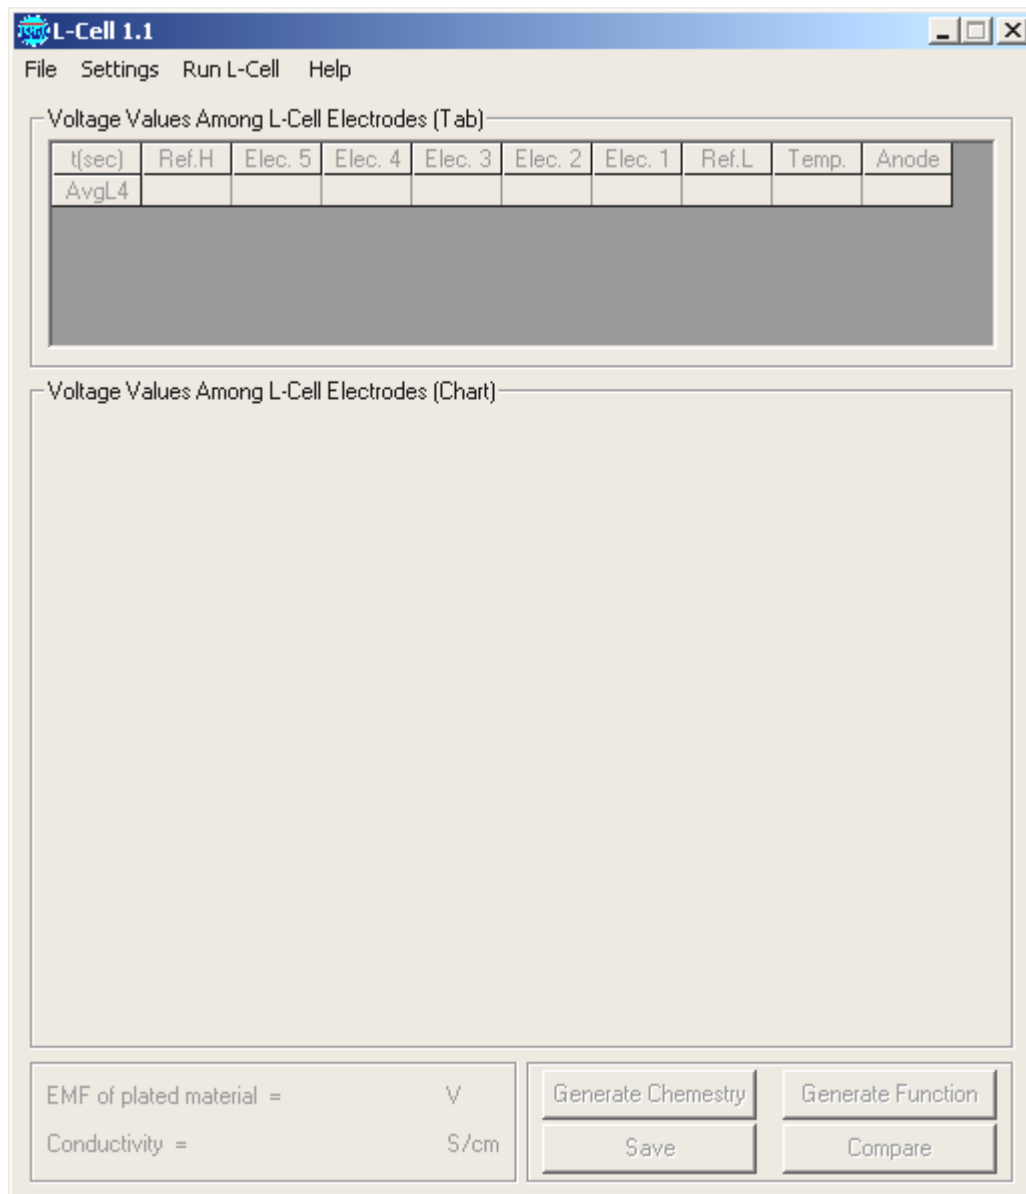 L-Cell 1.1
File Settings Run L-Cell Help
Voltage Values Among L-Cell Electrodes (Tab)
t(sec) Ref.H Elec. 5 Elec. 4 Elec. 3 Elec. 2 Elec. 1 Ref.L Temp. Anode
AvgL4
Voltage Values Among L-Cell Electrodes (Chart)
EMF of plated material = V
Conductivity = S/cm
Generate Chemestry Generate Function
Save Compare